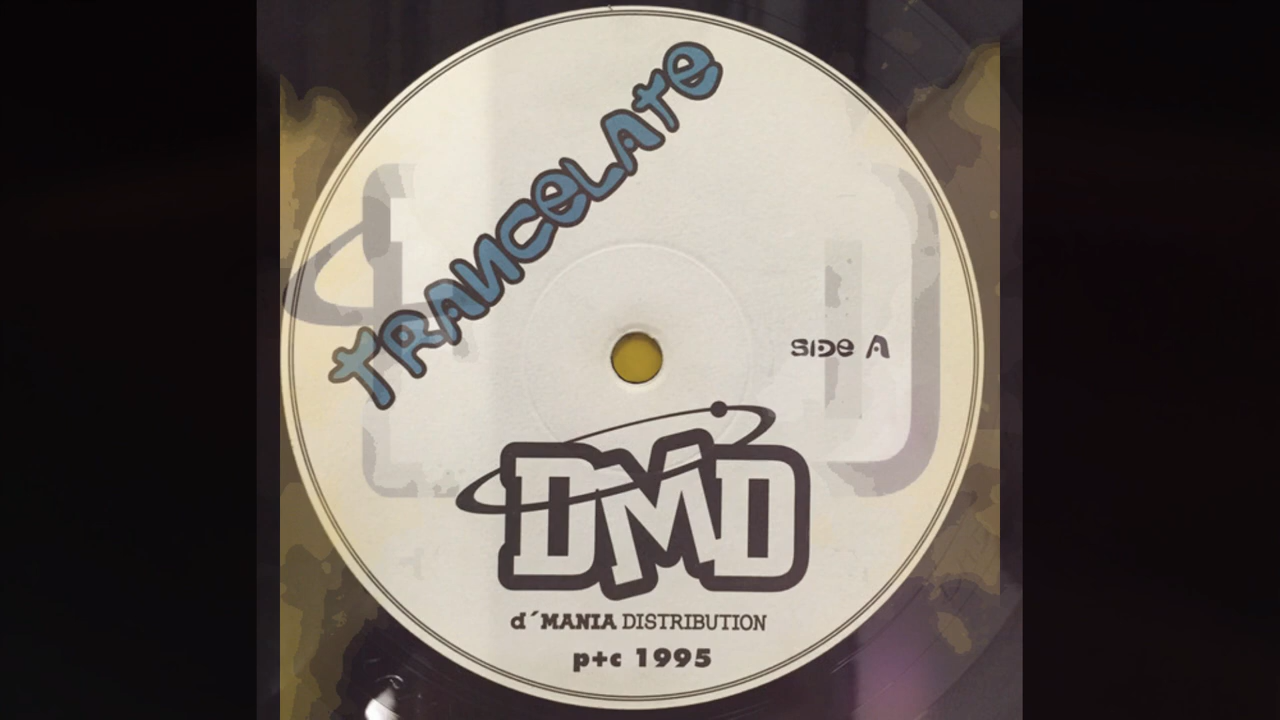 TRANCELATE
SIDE A
DMD
d´MANIA DISTRIBUTION
p+c 1995